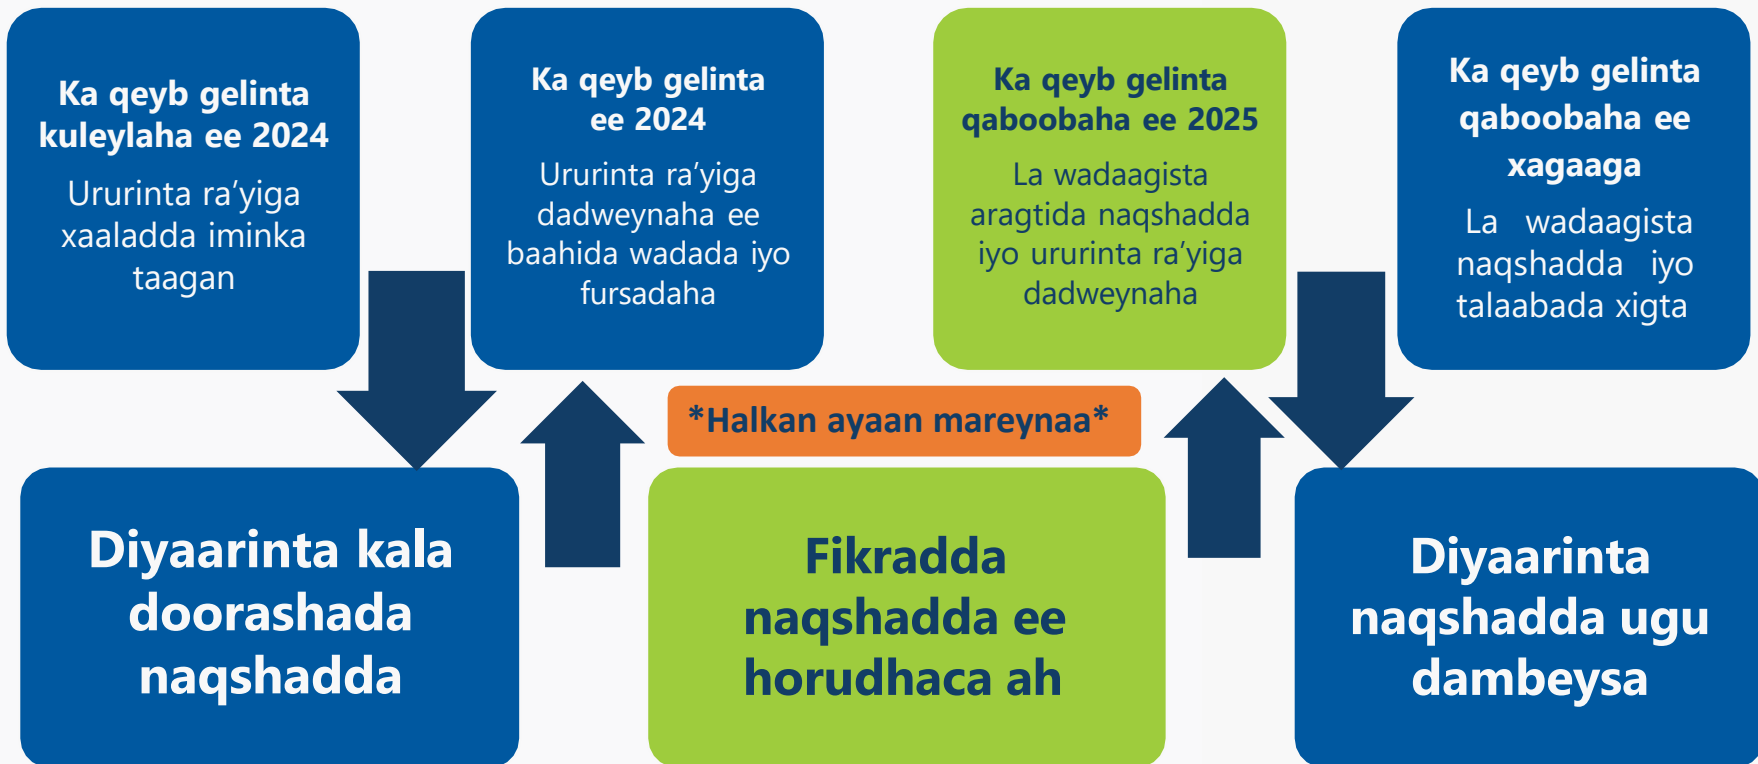 Ka qeyb gelinta
kuleylaha ee 2024
Ururinta ra’yiga
xaaladda iminka
taagan
Ka qeyb gelinta
ee 2024
Ururinta ra’yiga
dadweynaha ee
baahida wadada iyo
fursadaha
Ka qeyb gelinta
qaboobaha ee 2025
La wadaagista
aragtida naqshadda
iyo ururinta ra’yiga
dadweynaha
Ka qeyb gelinta
qaboobaha ee
xagaaga
La wadaagista
naqshadda iyo
talaabada xigta
*Halkan ayaan mareynaa*
Diyaarinta kala
doorashada
naqshadda
Fikradda
naqshadda ee
horudhaca ah
Diyaarinta
naqshadda ugu
dambeysa